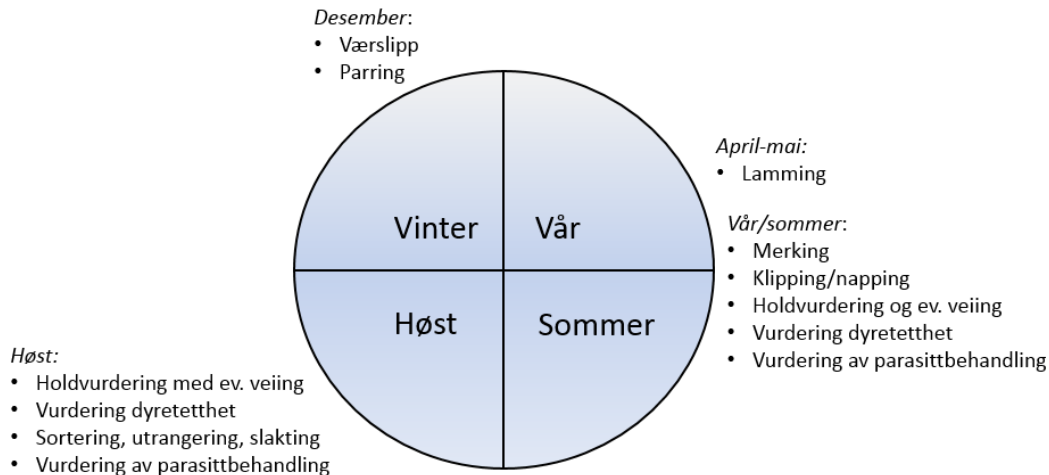 Desember:
• Værslipp
• Parring
April-mai:
• Lamming
Vinter
Vår
Vår/sommer:
• Merking
• Klipping/napping
• Holdvurdering og ev. veiing
• Vurdering dyretetthet
• Vurdering av parasittbehandling
Høst
Sommer
Høst:
• Holdvurdering med ev. veiing
• Vurdering dyretetthet
• Sortering, utrangering, slakting
• Vurdering av parasittbehandling